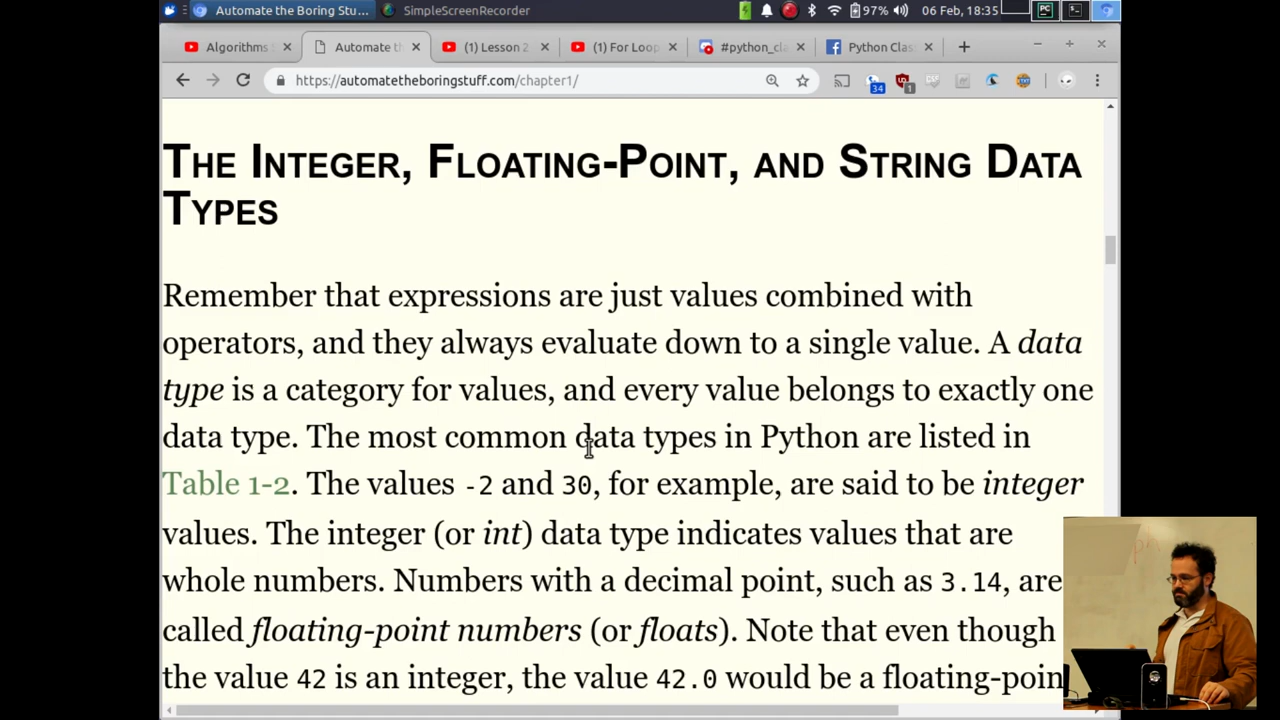 Automate the Boring Stu...
SimpleScreenRecorder
97%
06 Feb, 18:35
Algorithms
Automate th
(1) Lesson 2
(1) For Loop
#python_cla
Python Clas
https://automatetheboringstuff.com/chapter1/
34
1
The Integer, Floating-Point, and String Data
Types
Remember that expressions are just values combined with
operators, and they always evaluate down to a single value. A data
type is a category for values, and every value belongs to exactly one
data type. The most common data types in Python are listed in
Table 1-2. The values -2 and 30, for example, are said to be integer
values. The integer (or int) data type indicates values that are
whole numbers. Numbers with a decimal point, such as 3.14, are
called floating-point numbers (or floats). Note that even though
the value 42 is an integer, the value 42.0 would be a floating-poin